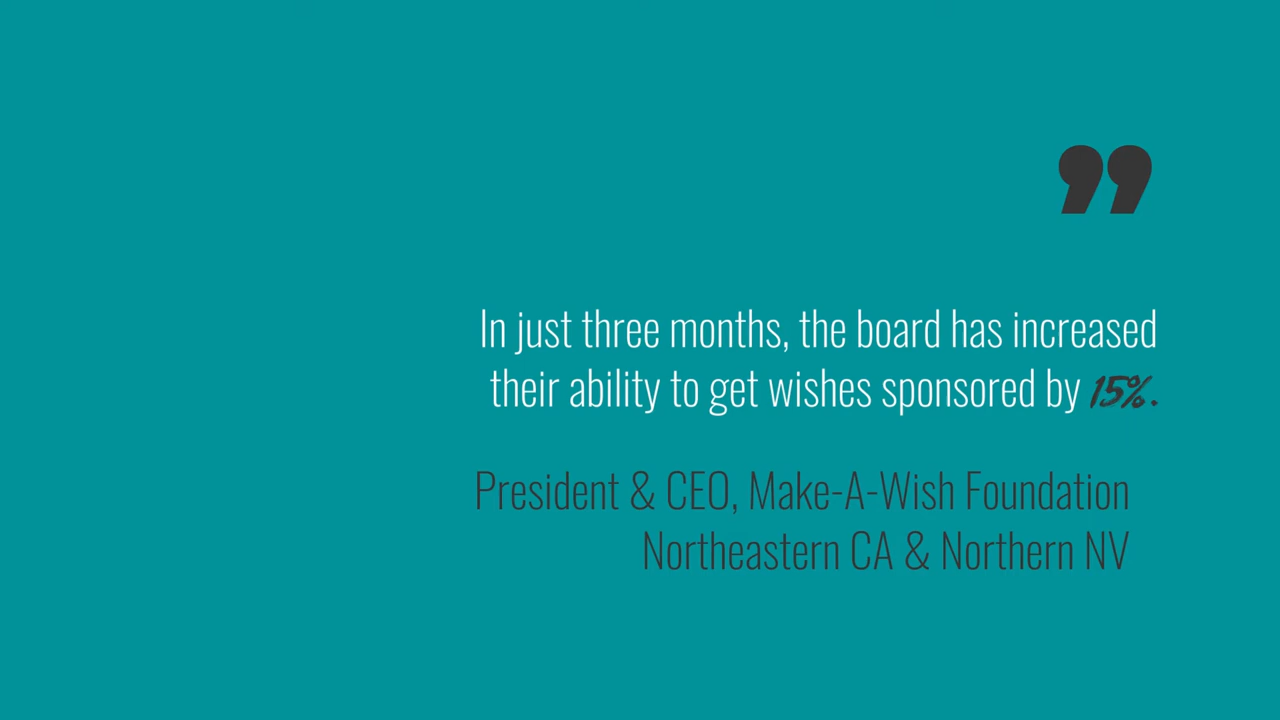 ”
In just three months, the board has increased
their ability to get wishes sponsored by 15%.
President & CEO, Make-A-Wish Foundation
Northeastern CA & Northern NV